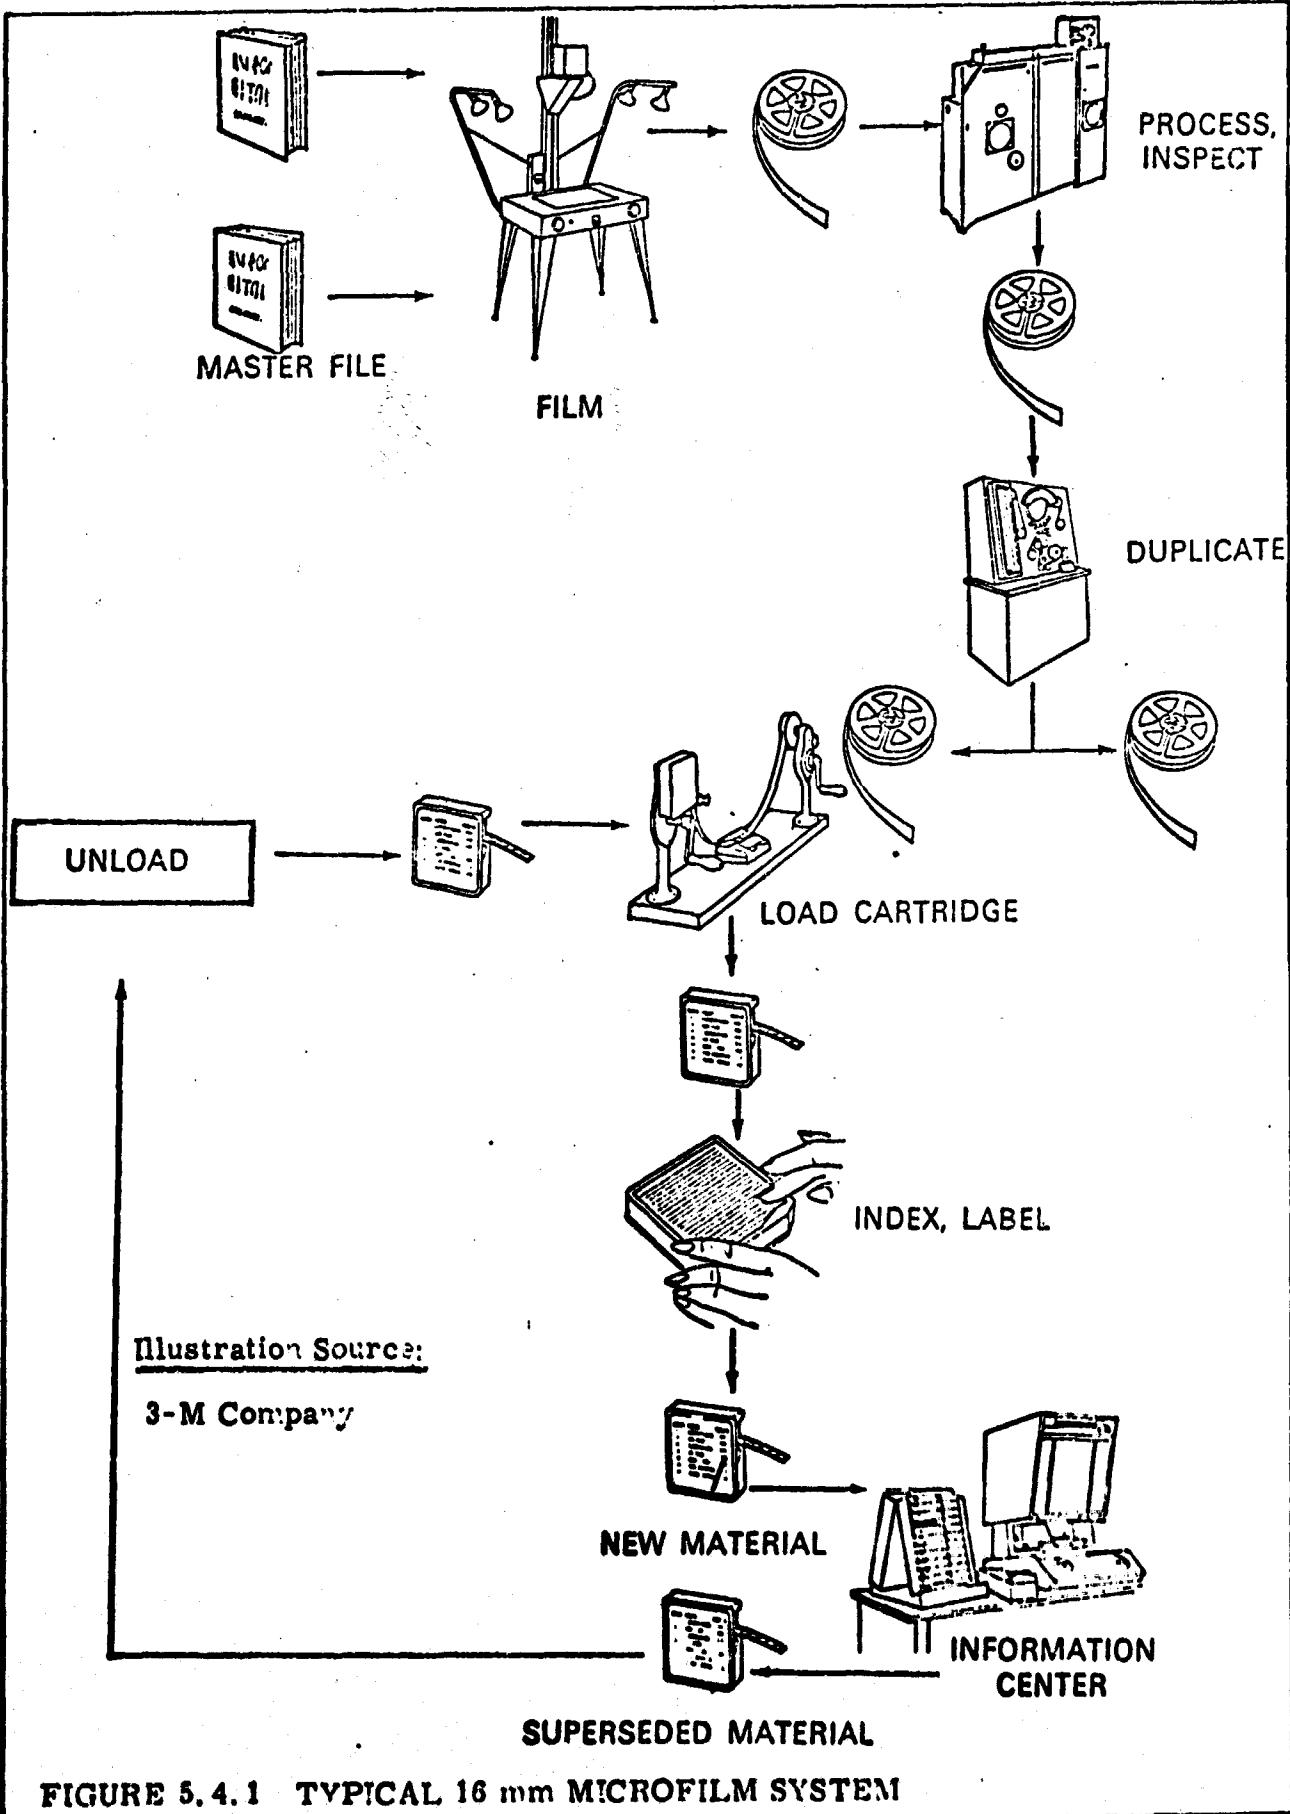 PROCESS,
INSPECT
MASTER FILE
FILM
DUPLICATE
UNLOAD
LOAD CARTRIDGE
INDEX, LABEL
Illustration Source:
3-M Company
NEW MATERIAL
INFORMATION
CENTER
SUPERSEDED MATERIAL
FIGURE 5.4.1 TYPICAL 16 mm MICROFILM SYSTEM